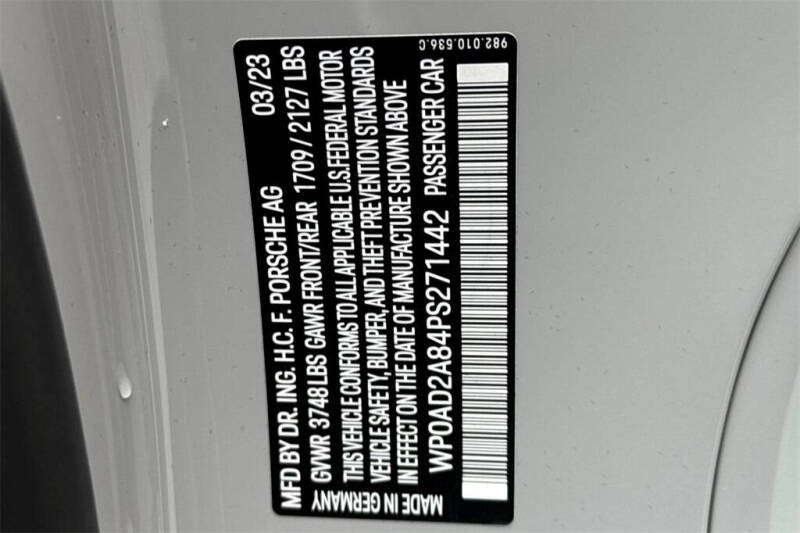 MFD BY DR. ING. H.C. F. PORSCHE AG 03/23
GVWR 3748 LBS GAWR FRONT/REAR 1709 / 2127 LBS
THIS VEHICLE CONFORMS TO ALL APPLICABLE U.S. FEDERAL MOTOR
VEHICLE SAFETY, BUMPER, AND THEFT PREVENTION STANDARDS
IN EFFECT ON THE DATE OF MANUFACTURE SHOWN ABOVE
WP0AD2A84PS271442 PASSENGER CAR
MADE IN GERMANY
982.010.536.C